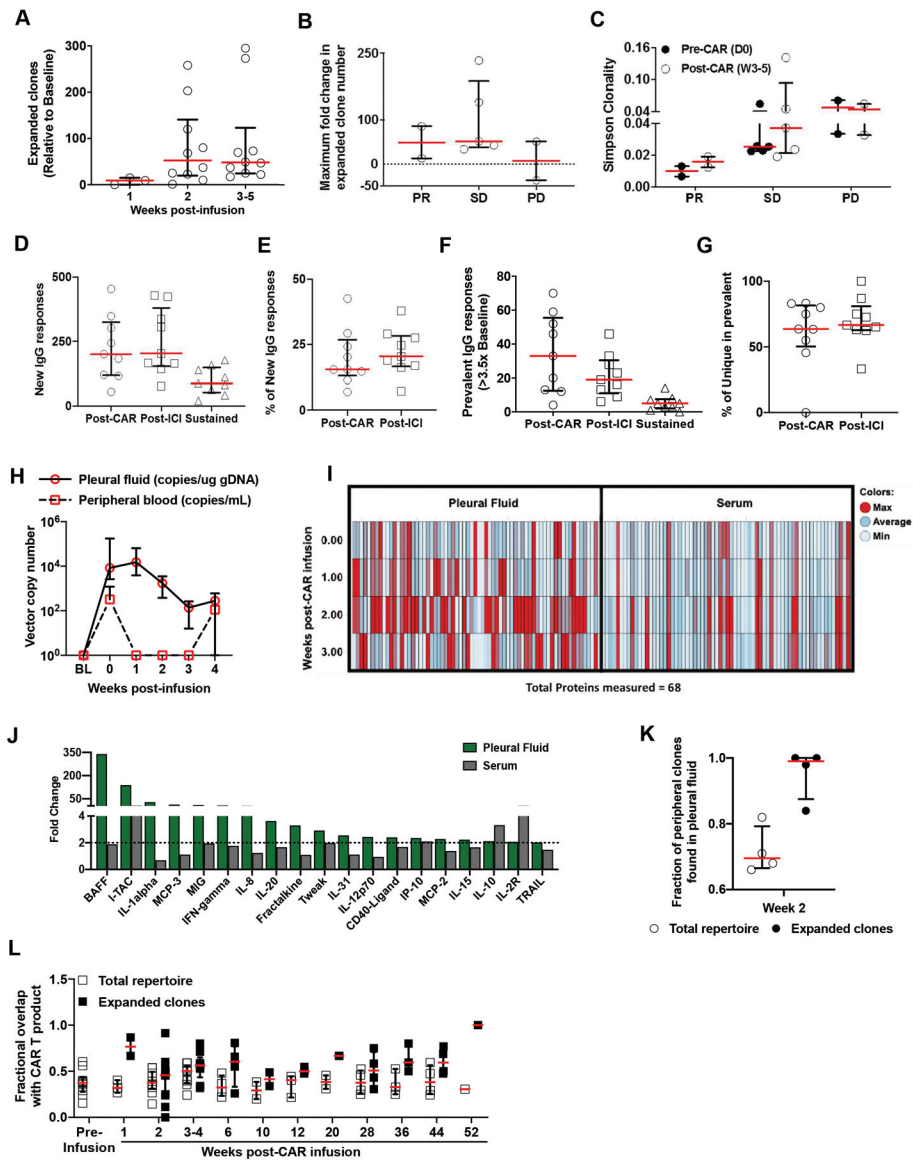 A
Expanded clones
(Relative to Baseline)
300
200
100
0
1
2
3-5
Weeks post-infusion
B
Maximum fold change in
expanded clone number
250
100
0
-50
PR
SD
PD
C
Simpson Clonality
Pre-CAR (D0)
Post-CAR (W3-5)
0.16
0.10
0.04
0.04
0.02
0.00
PR
SD
PD
D
New IgG responses
500
250
0
Post-CAR Post-ICI Sustained
E
% of New IgG responses
50
25
0
Post-CAR Post-ICI
F
Prevalent IgG responses
(>3.5x Baseline)
80
60
40
20
0
Post-CAR Post-ICI Sustained
G
% of Unique in prevalent
100
50
0
Post-CAR Post-ICI
H
Pleural fluid (copies/ug gDNA)
Peripheral blood (copies/mL)
Vector copy number
10^6
10^4
10^2
10^0
BL 0 1 2 3 4
Weeks post-infusion
I
Pleural Fluid
Serum
Colors:
Max
Average
Min
Weeks post-CAR infusion
0.00
1.00
2.00
3.00
Total Proteins measured = 68
J
Pleural Fluid
Serum
Fold Change
350
250
150
50
4
2
0
BAFF
I-TAC
IL-1alpha
MCP-3
MIG
IFN-gamma
IL-8
IL-20
Fractalkine
Tweak
IL-31
IL-12p70
CD40-Ligand
IP-10
MCP-2
IL-15
IL-10
IL-2R
TRAIL
K
Fraction of peripheral clones
found in pleural fluid
1.0
0.8
0.6
Week 2
Total repertoire
Expanded clones
L
Total repertoire
Expanded clones
Fractional overlap
with CAR T product
1.5
1.0
0.5
0.0
Pre-
Infusion
1 2 3-4 6 10 12 20 28 36 44 52
Weeks post-CAR infusion